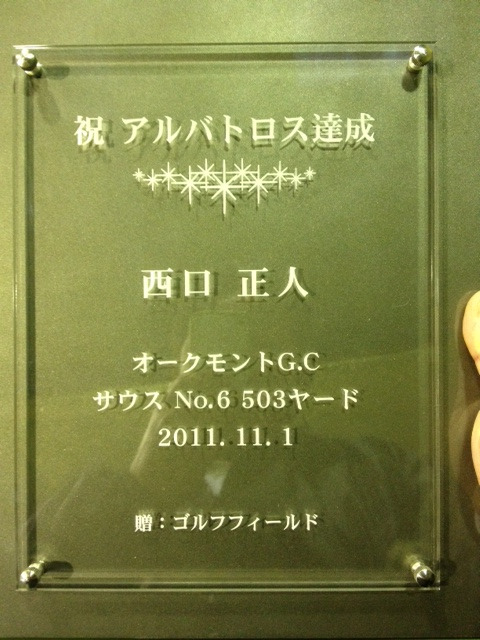 祝 アルバトロス達成
西口 正人
オークモントG.C
サウス No.6 503ヤード
2011.11.1
贈：ゴルフフィールド